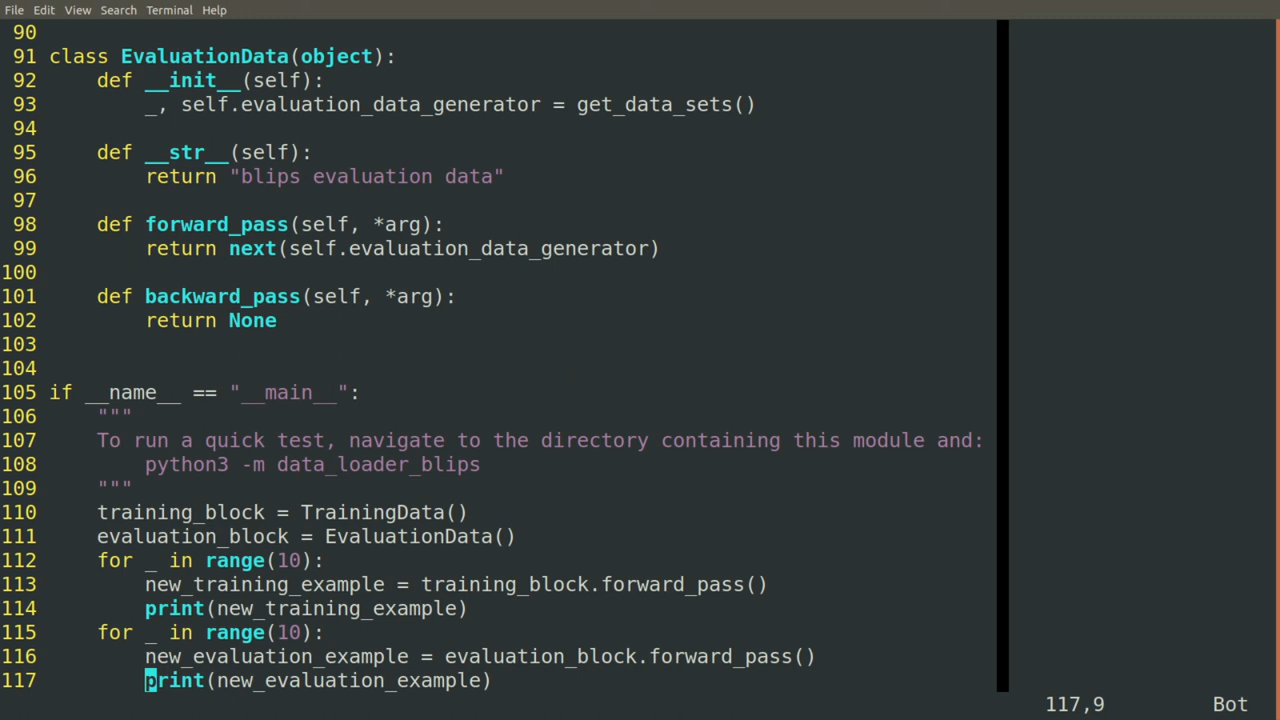 File Edit View Search Terminal Help
90
91 class EvaluationData(object):
92     def __init__(self):
93         _, self.evaluation_data_generator = get_data_sets()
94
95     def __str__(self):
96         return "blips evaluation data"
97
98     def forward_pass(self, *arg):
99         return next(self.evaluation_data_generator)
100
101     def backward_pass(self, *arg):
102         return None
103
104
105 if __name__ == "__main__":
106     """
107     To run a quick test, navigate to the directory containing this module and:
108         python3 -m data_loader_blips
109     """
110     training_block = TrainingData()
111     evaluation_block = EvaluationData()
112     for _ in range(10):
113         new_training_example = training_block.forward_pass()
114         print(new_training_example)
115     for _ in range(10):
116         new_evaluation_example = evaluation_block.forward_pass()
117         print(new_evaluation_example)
117,9 Bot